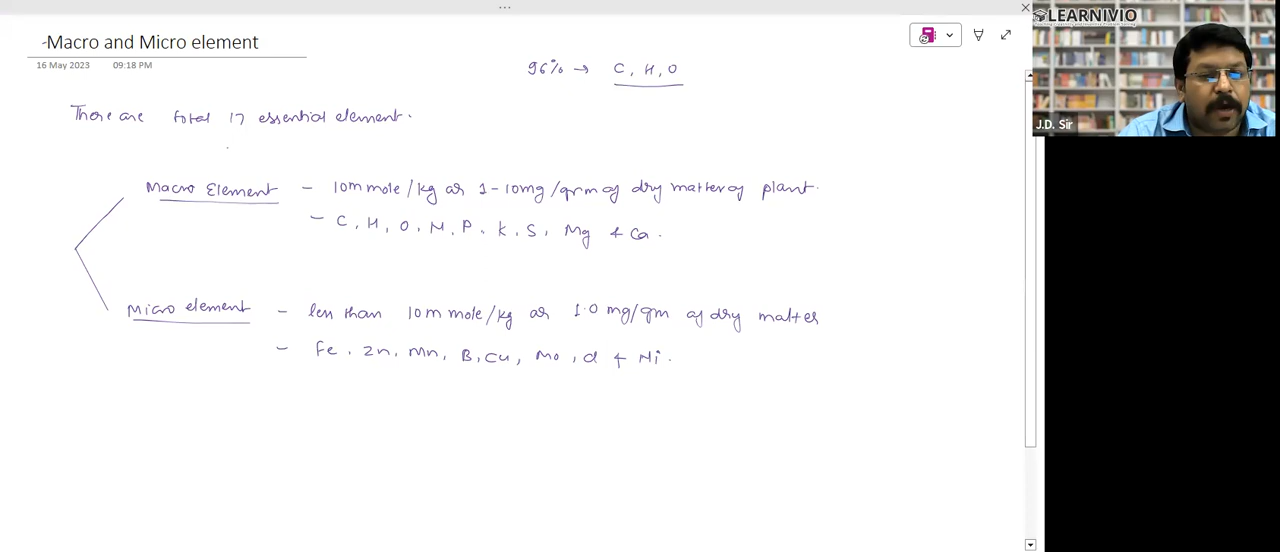 -Macro and Micro element
16 May 2023 09:18 PM
96% → C, H, O
There are total 17 essential element.
Macro Element - 10m mole/kg or 1-10mg/grm of dry matter of plant.
- C, H, O, N, P, K, S, Mg & Ca.
Micro element - less than 10m mole/kg or 1.0 mg/gm of dry matter
- Fe, Zn, Mn, B, Cu, Mo, Cl & Ni.
LEARNIVIO
J.D. Sir